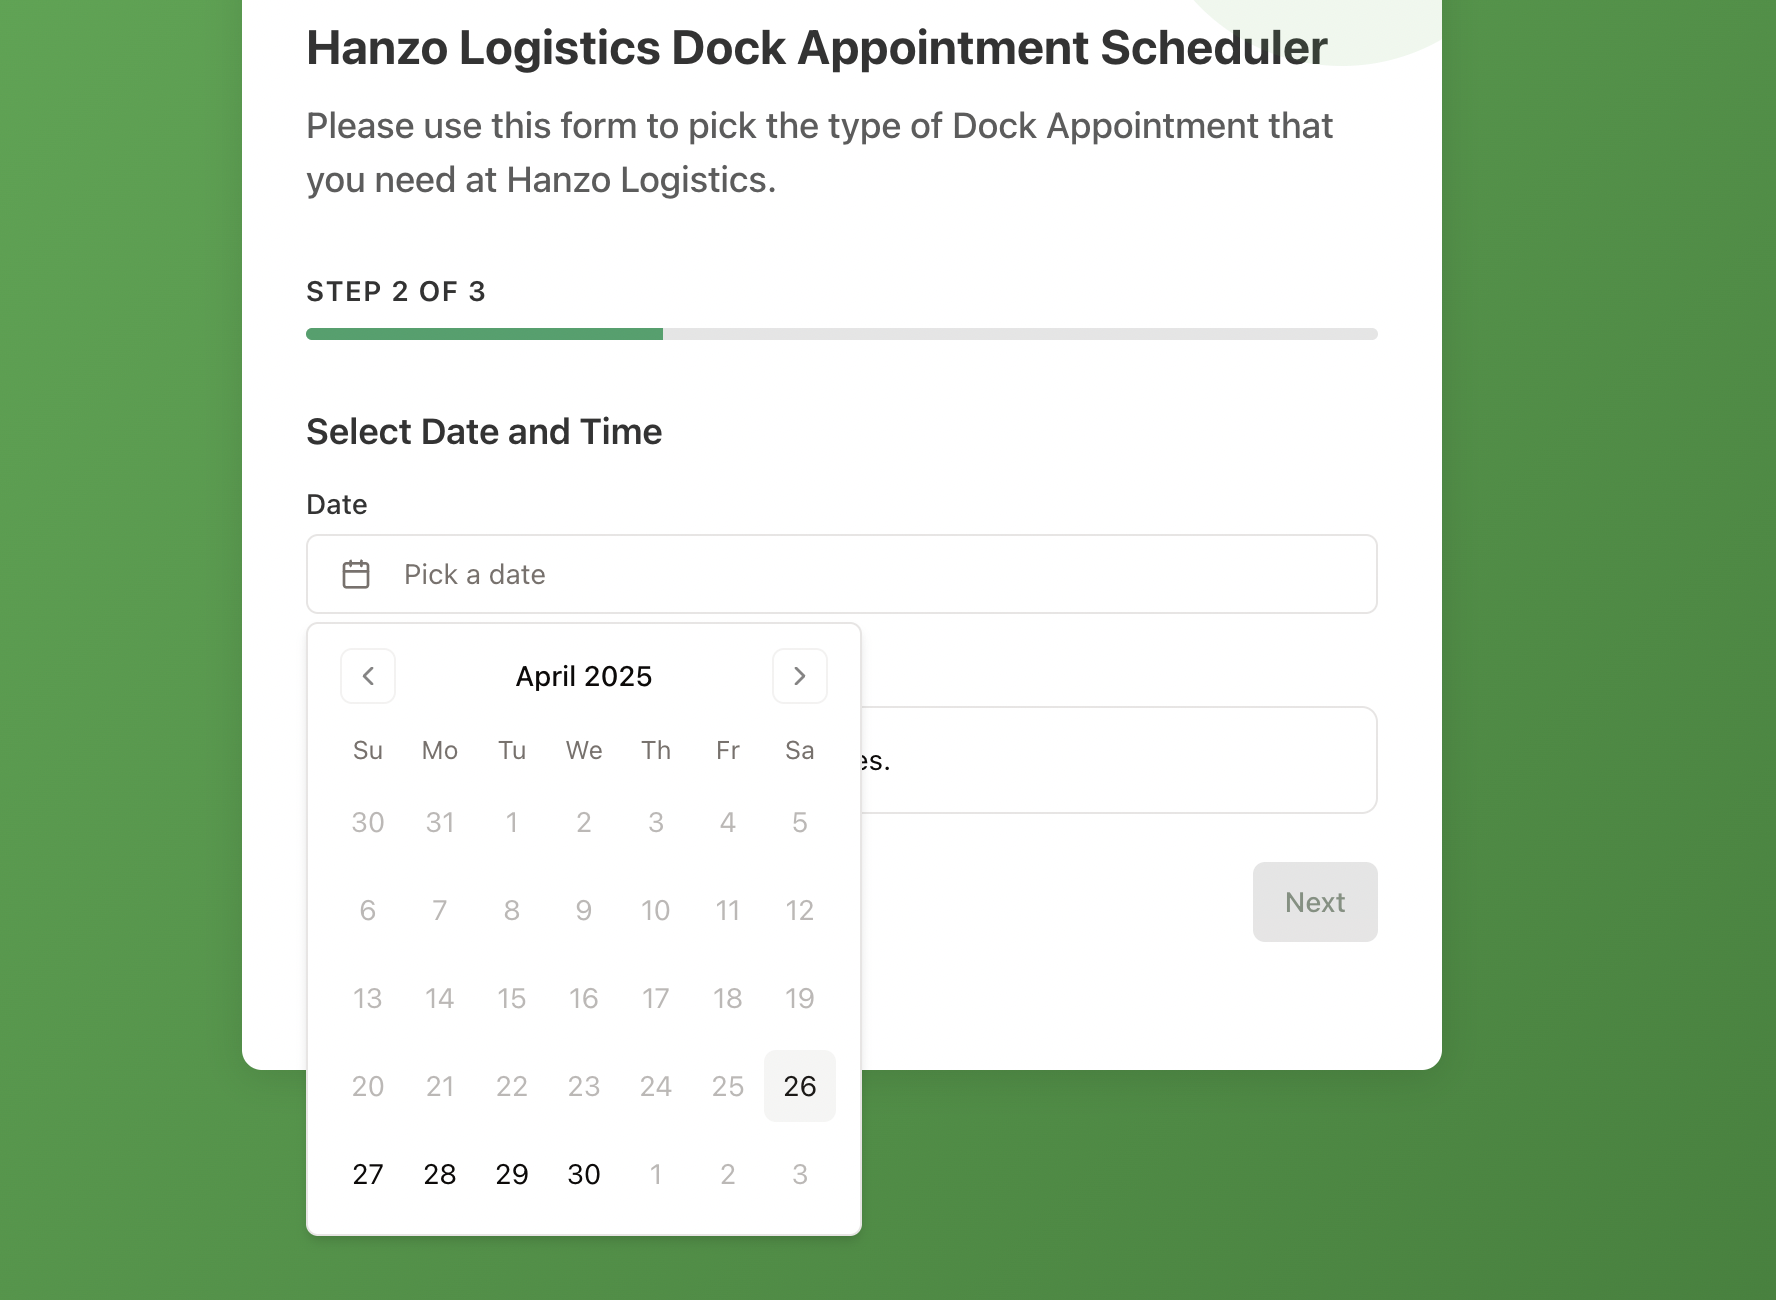 Hanzo Logistics Dock Appointment Scheduler
Please use this form to pick the type of Dock Appointment that
you need at Hanzo Logistics.
STEP 2 OF 3
Select Date and Time
Date
Pick a date
April 2025
Su Mo Tu We Th Fr Sa
30 31 1 2 3 4 5
6 7 8 9 10 11 12
13 14 15 16 17 18 19
20 21 22 23 24 25 26
27 28 29 30 1 2 3
Next